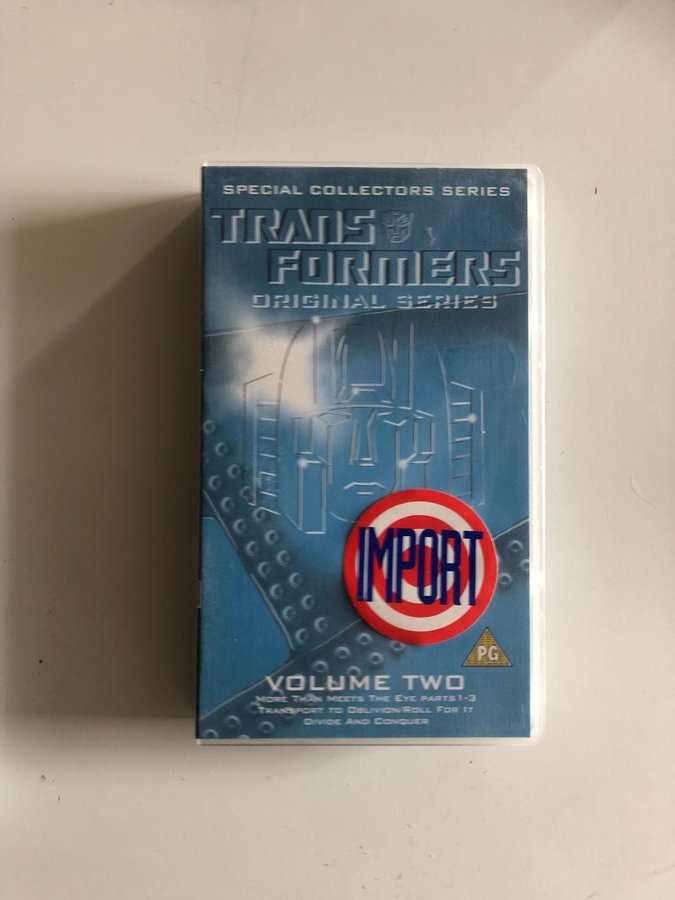 SPECIAL COLLECTORS SERIES
TRANS
FORMERS
ORIGINAL SERIES
IMPORT
PG
VOLUME TWO
MORE THAN MEETS THE EYE PARTS 1-3
TRANSPORT TO OBLIVION/ROLL FOR IT
DIVIDE AND CONQUER